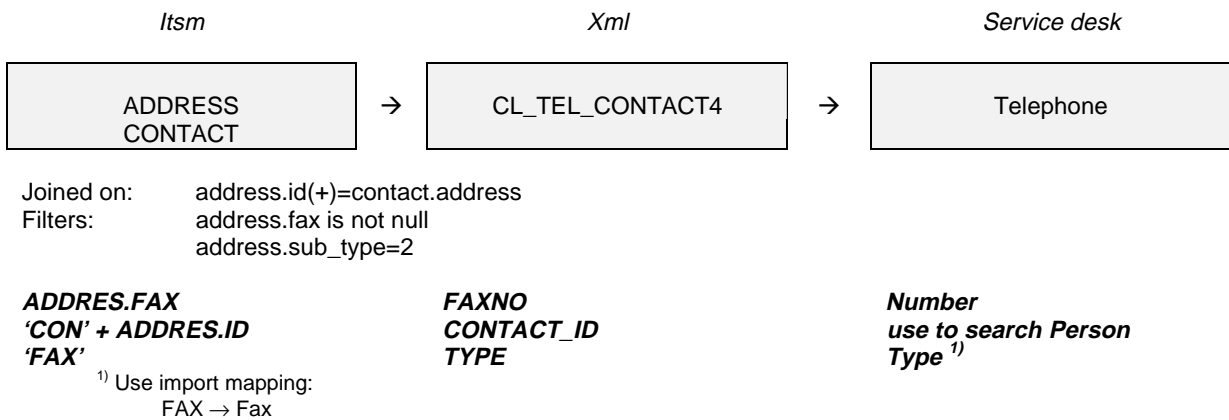 Itsm Xml Service desk
ADDRESS → CL_TEL_CONTACT4 → Telephone
CONTACT
Joined on: address.id(+)=contact.address
Filters: address.fax is not null
address.sub_type=2
ADDRES.FAX FAXNO Number
‘CON’ + ADDRES.ID CONTACT_ID use to search Person
‘FAX’ TYPE Type 1)
1) Use import mapping:
FAX → Fax